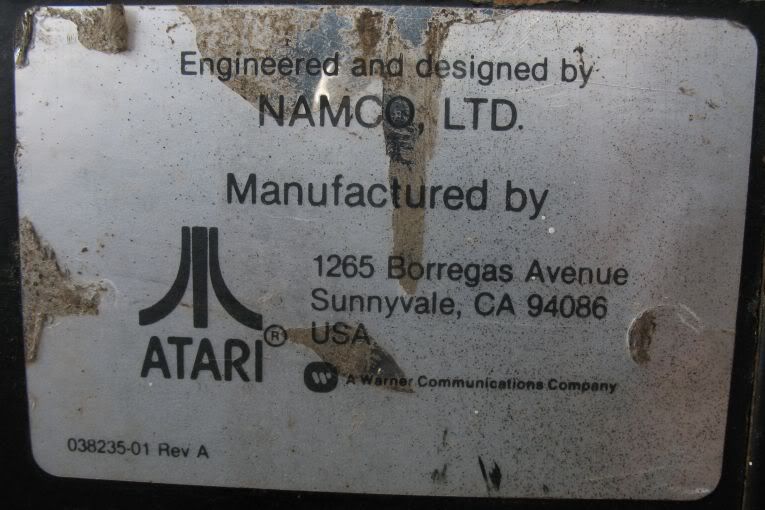 Engineered and designed by
NAMCO, LTD.
Manufactured by
ATARI®
1265 Borregas Avenue
Sunnyvale, CA 94086
USA
A Warner Communications Company
038235-01 Rev A